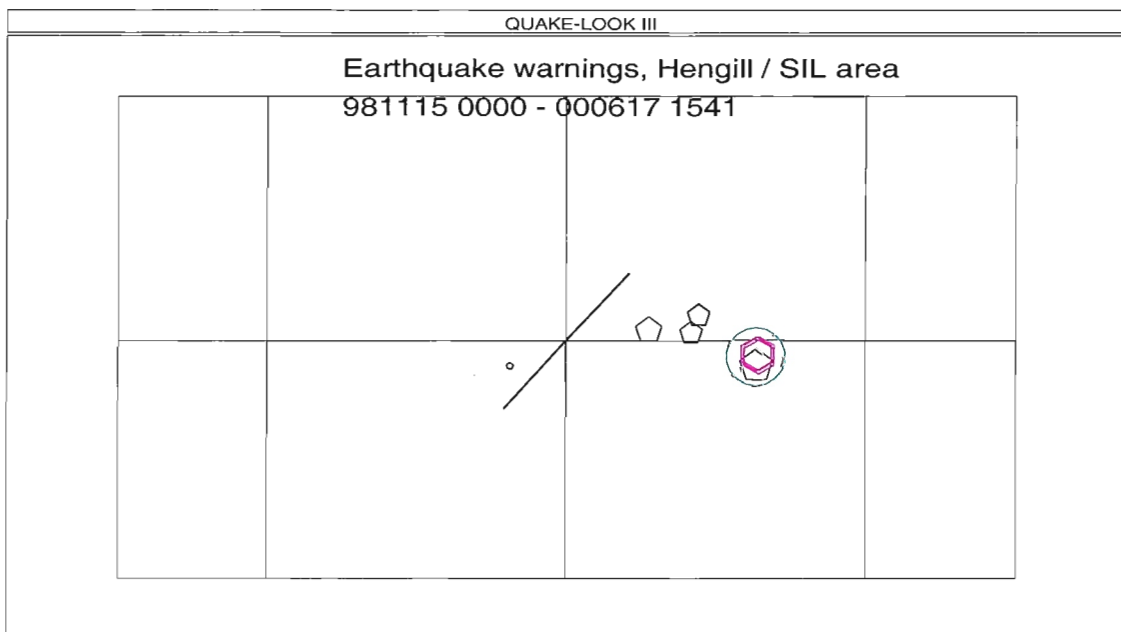 QUAKE-LOOK III
Earthquake warnings, Hengill / SIL area
981115 0000 - 000617 1541